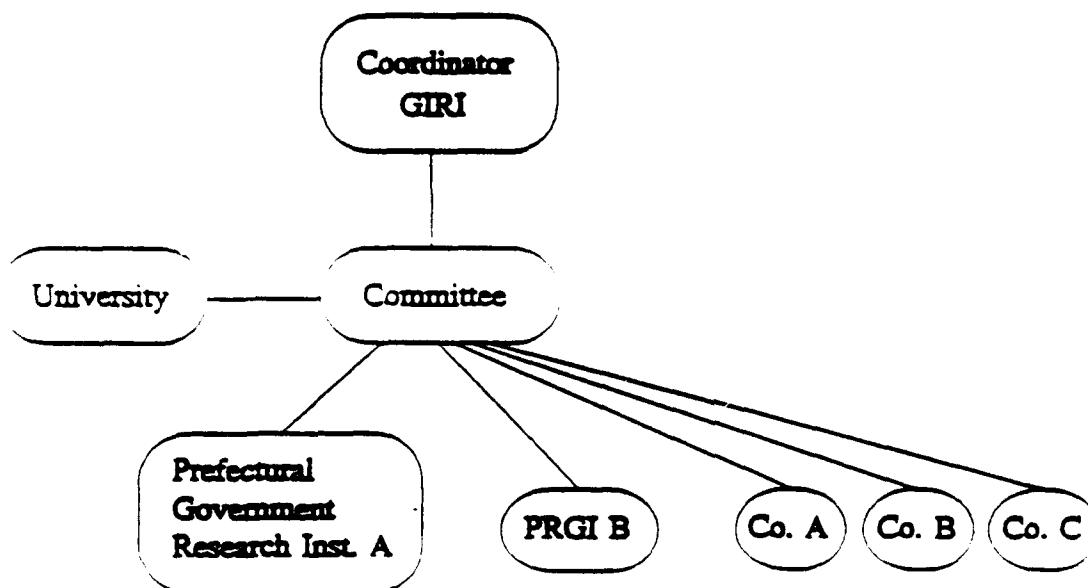 Coordinator
GIRI
University
Committee
Prefectural
Government
Research Inst. A
PRGI B
Co. A
Co. B
Co. C